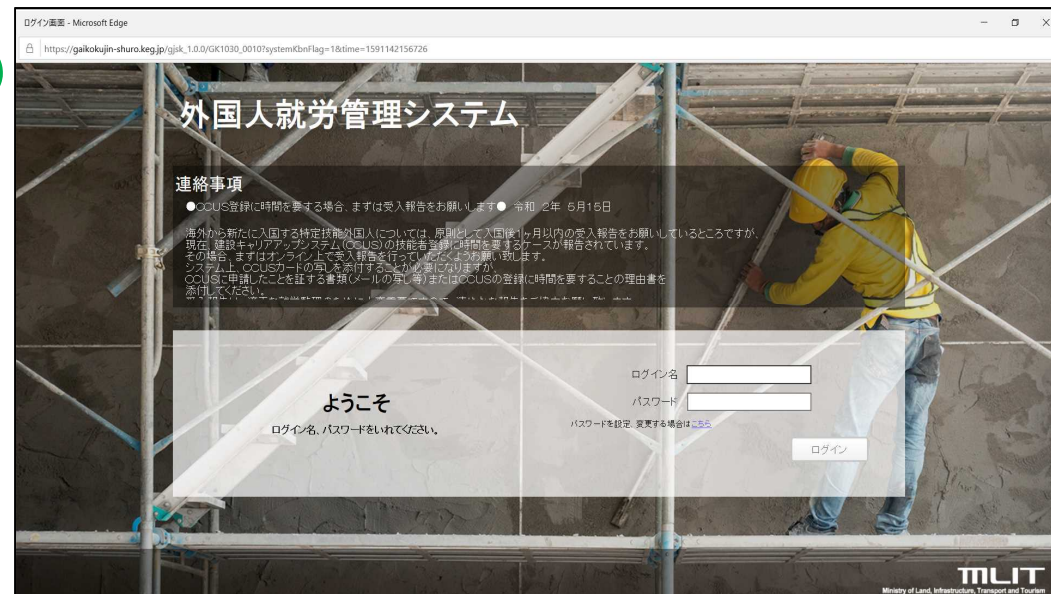 ログイン画面 - Microsoft Edge
https://gaikokujin-shuro.keg.jp/gjsk_1.0.0/GK1030_0010?systemKbnFlag=1&time=1591142156726
外国人就労管理システム
連絡事項
●CCUS登録に時間を要する場合、まずは受入報告をお願いします● 令和 2年 5月15日
海外から新たに入国する特定技能外国人については、原則として入国後1ヶ月以内の受入報告をお願いしているところですが、
現在、建設キャリアアップシステム(CCUS)の技能者登録に時間を要するケースが報告されています。
その場合、まずはオンライン上で受入報告を行っていただくようお願い致します。
システム上、CCUSカードの写しを添付することが必要になりますが、
CCUSに申請したことを証する書類(メールの写し等)またはCCUSの登録に時間を要することの理由書を
添付してください。
ログイン名
パスワード
ようこそ
ログイン名、パスワードをいれてください。
パスワードを設定、変更する場合はこちら
ログイン
MLIT
Ministry of Land, Infrastructure, Transport and Tourism